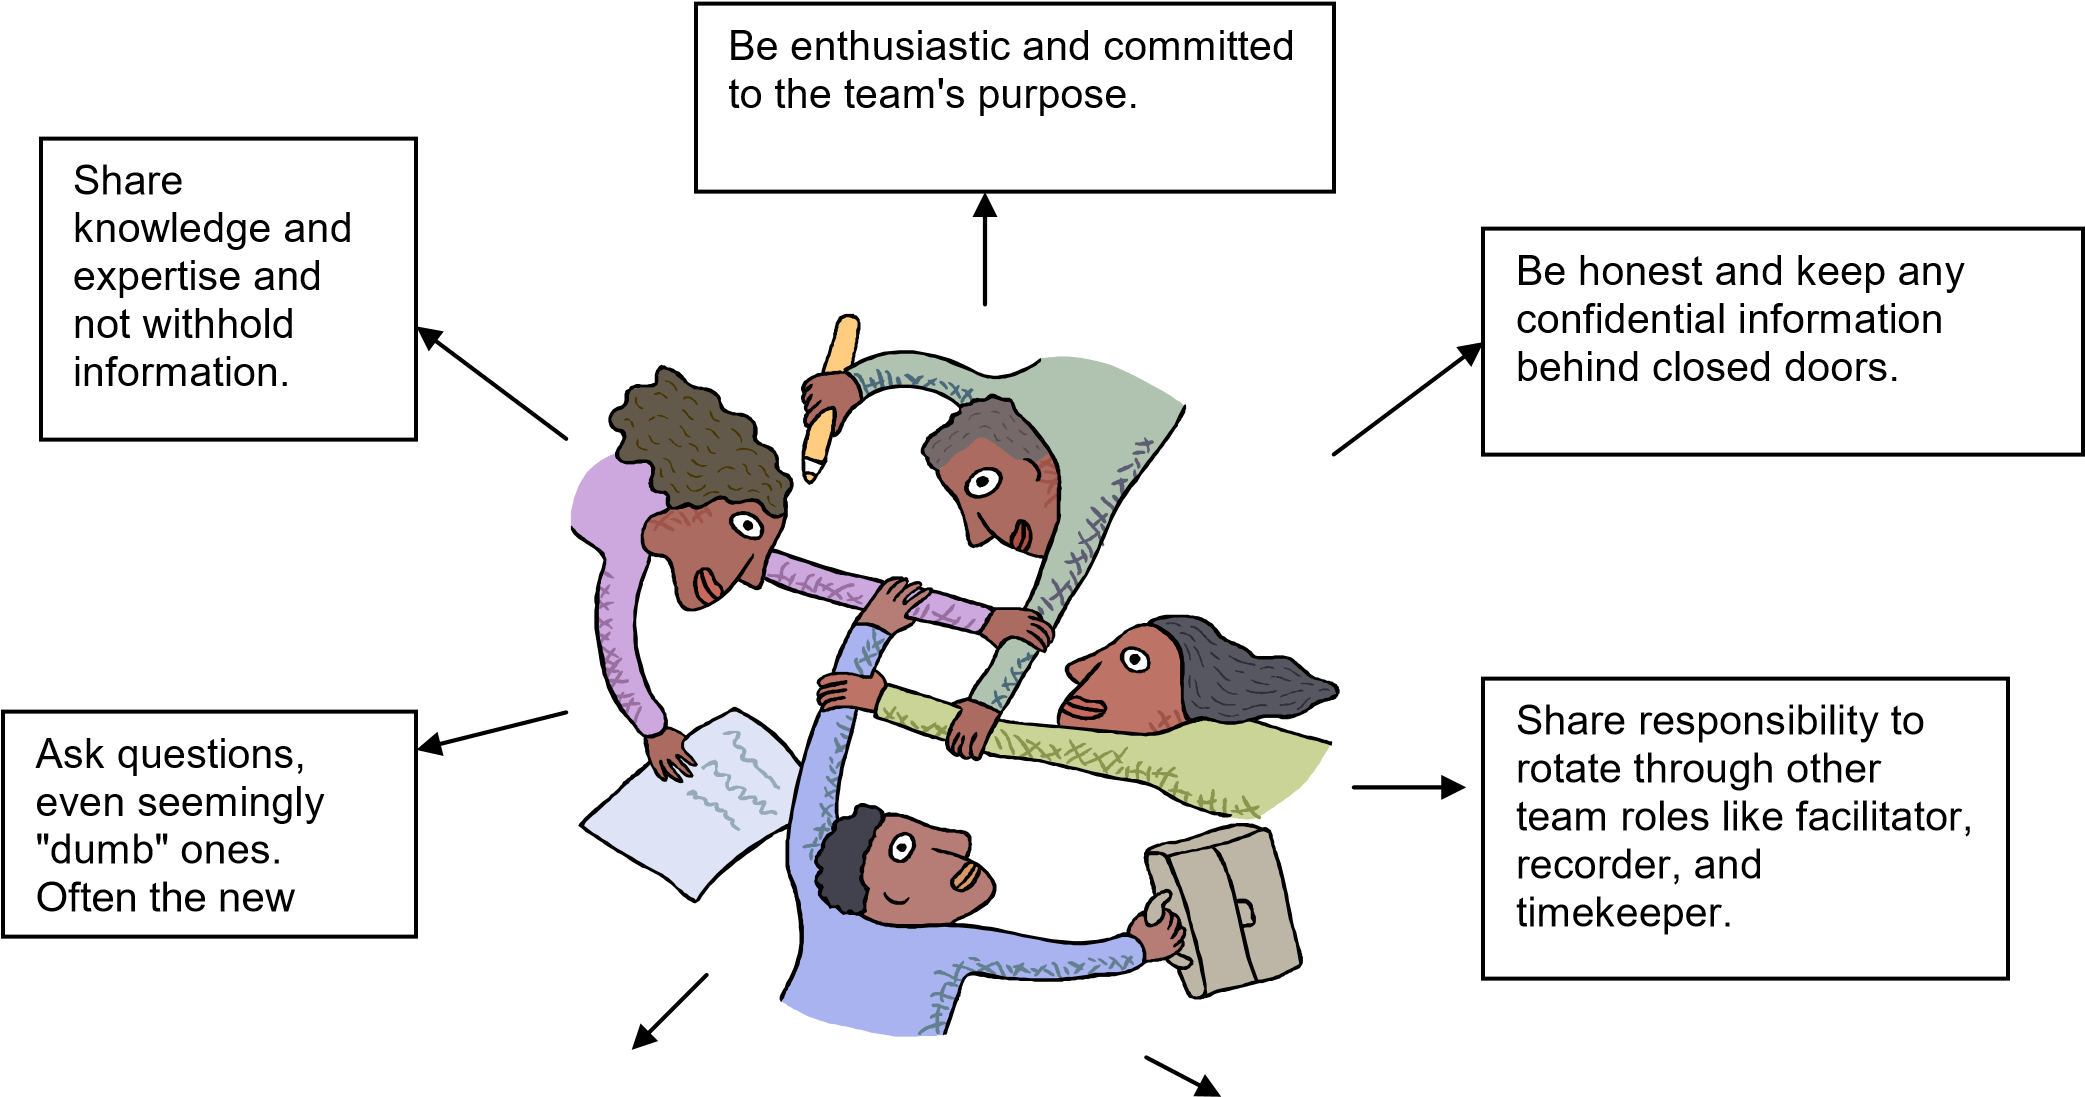 Be enthusiastic and committed
to the team's purpose.
Share
knowledge and
expertise and
not withhold
information.
Be honest and keep any
confidential information
behind closed doors.
Ask questions,
even seemingly
"dumb" ones.
Often the new
Share responsibility to
rotate through other
team roles like facilitator,
recorder, and
timekeeper.